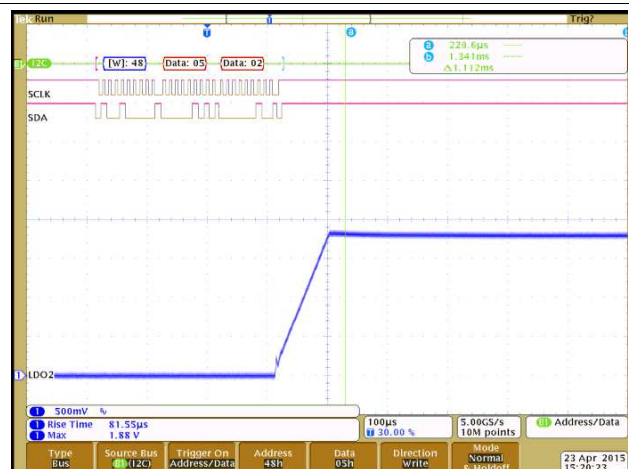 Tek Run
Trig?
T
a
b
a 229.6µs
b 1.341ms
Δ1.112ms
B1 I2C
[W]: 48 Data: 05 Data: 02
SCLK
SDA
1 LDO2
1 500mV
1 Rise Time 81.55µs
1 Max 1.88 V
100µs
T 30.00 %
5.00GS/s
10M points
B1 Address/Data
Type
Bus
Source Bus
B1 (I2C)
Trigger On
Address/Data
Address
48h
Data
05h
Direction
Write
Mode
Normal
& Holdoff
23 Apr 2015
15:20:23